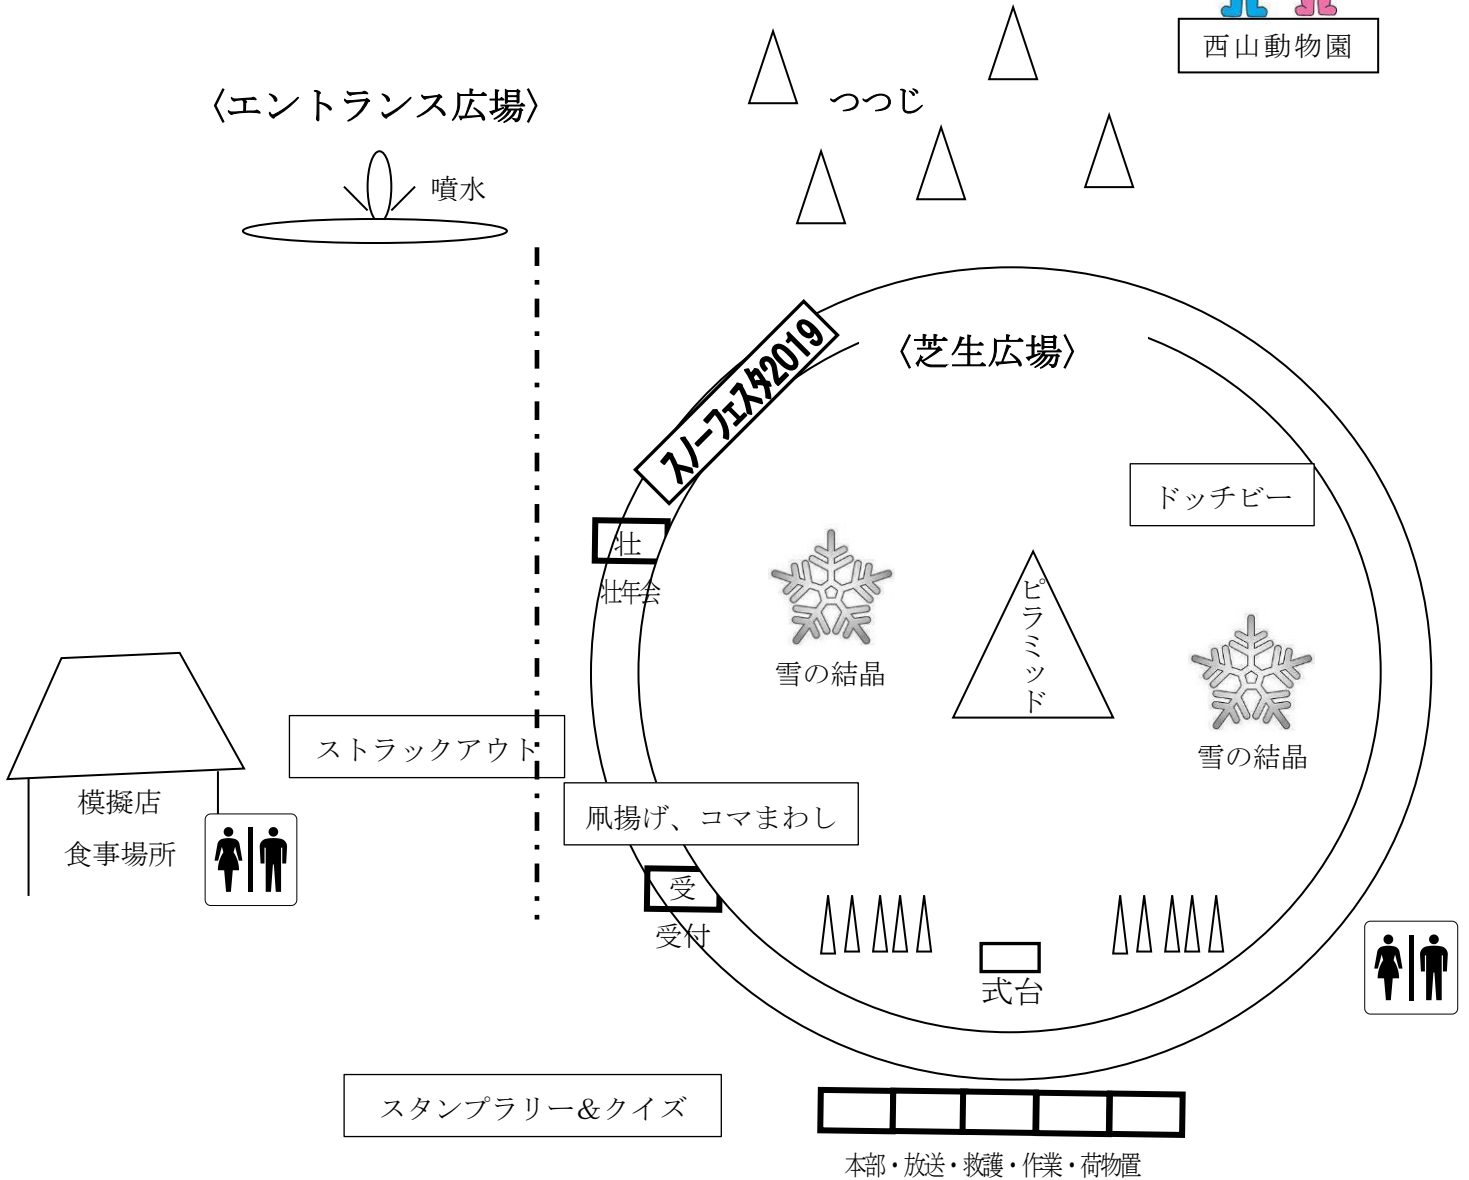 西山動物園
〈エントランス広場〉
つつじ
噴水
スノーフェスタ2019
〈芝生広場〉
ドッチビー
壮
壮年会
ピラミッド
雪の結晶
雪の結晶
ストラックアウト
模擬店
食事場所
凧揚げ、コマまわし
受
受付
式台
スタンプラリー&クイズ
本部・放送・救護・作業・荷物置